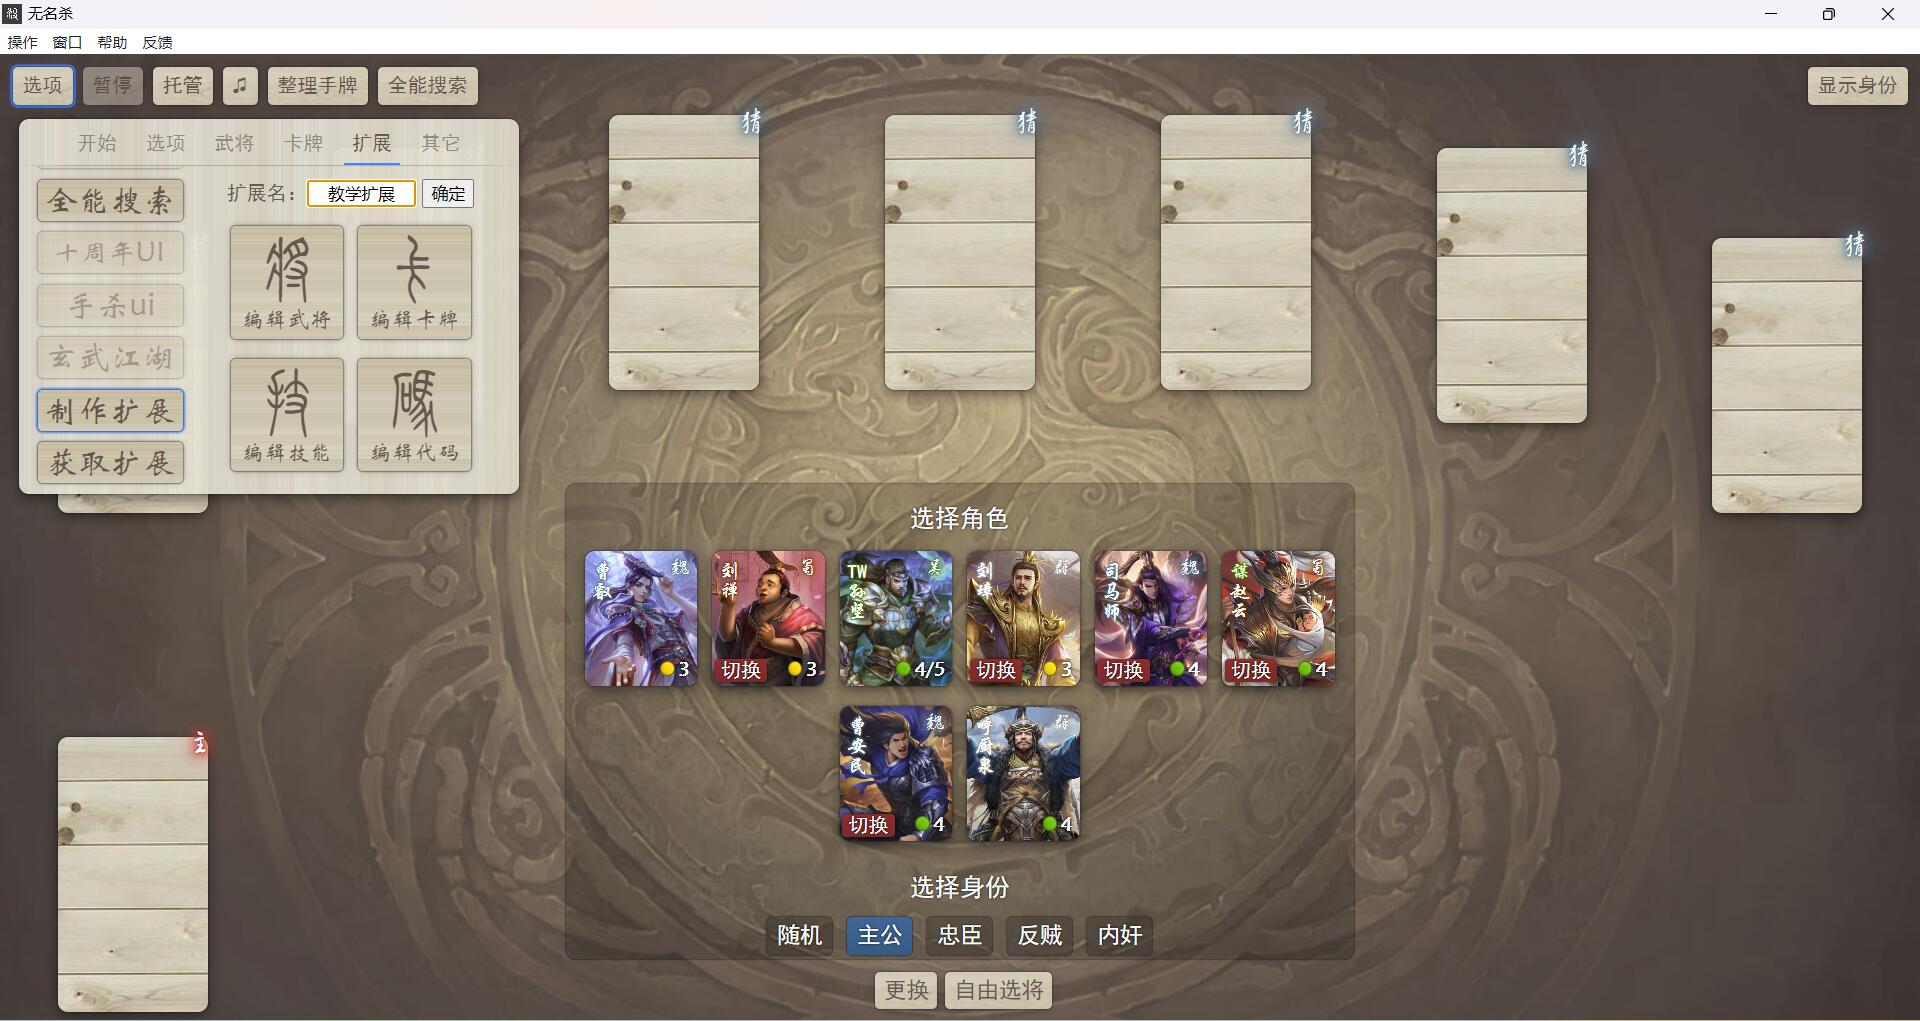 无名杀
操作 窗口 帮助 反馈
选项 暂停 托管 ♫ 整理手牌 全能搜索 显示身份
开始 选项 武将 卡牌 扩展 其它
全能搜索
十周年UI
手杀ui
玄武江湖
制作扩展
获取扩展
扩展名： 教学扩展 确定
将 卡
编辑武将 编辑卡牌
技 码
编辑技能 编辑代码
猜
猜
猜
猜
猜
主
选择角色
曹叡 魏 3
刘禅 蜀 切换 3
TW孙坚 吴 4/5
刘璋 群 切换 3
司马师 魏 切换 4
谋赵云 蜀 切换 4
曹安民 魏 切换 4
呼厨泉 群 4
选择身份
随机 主公 忠臣 反贼 内奸
更换 自由选将